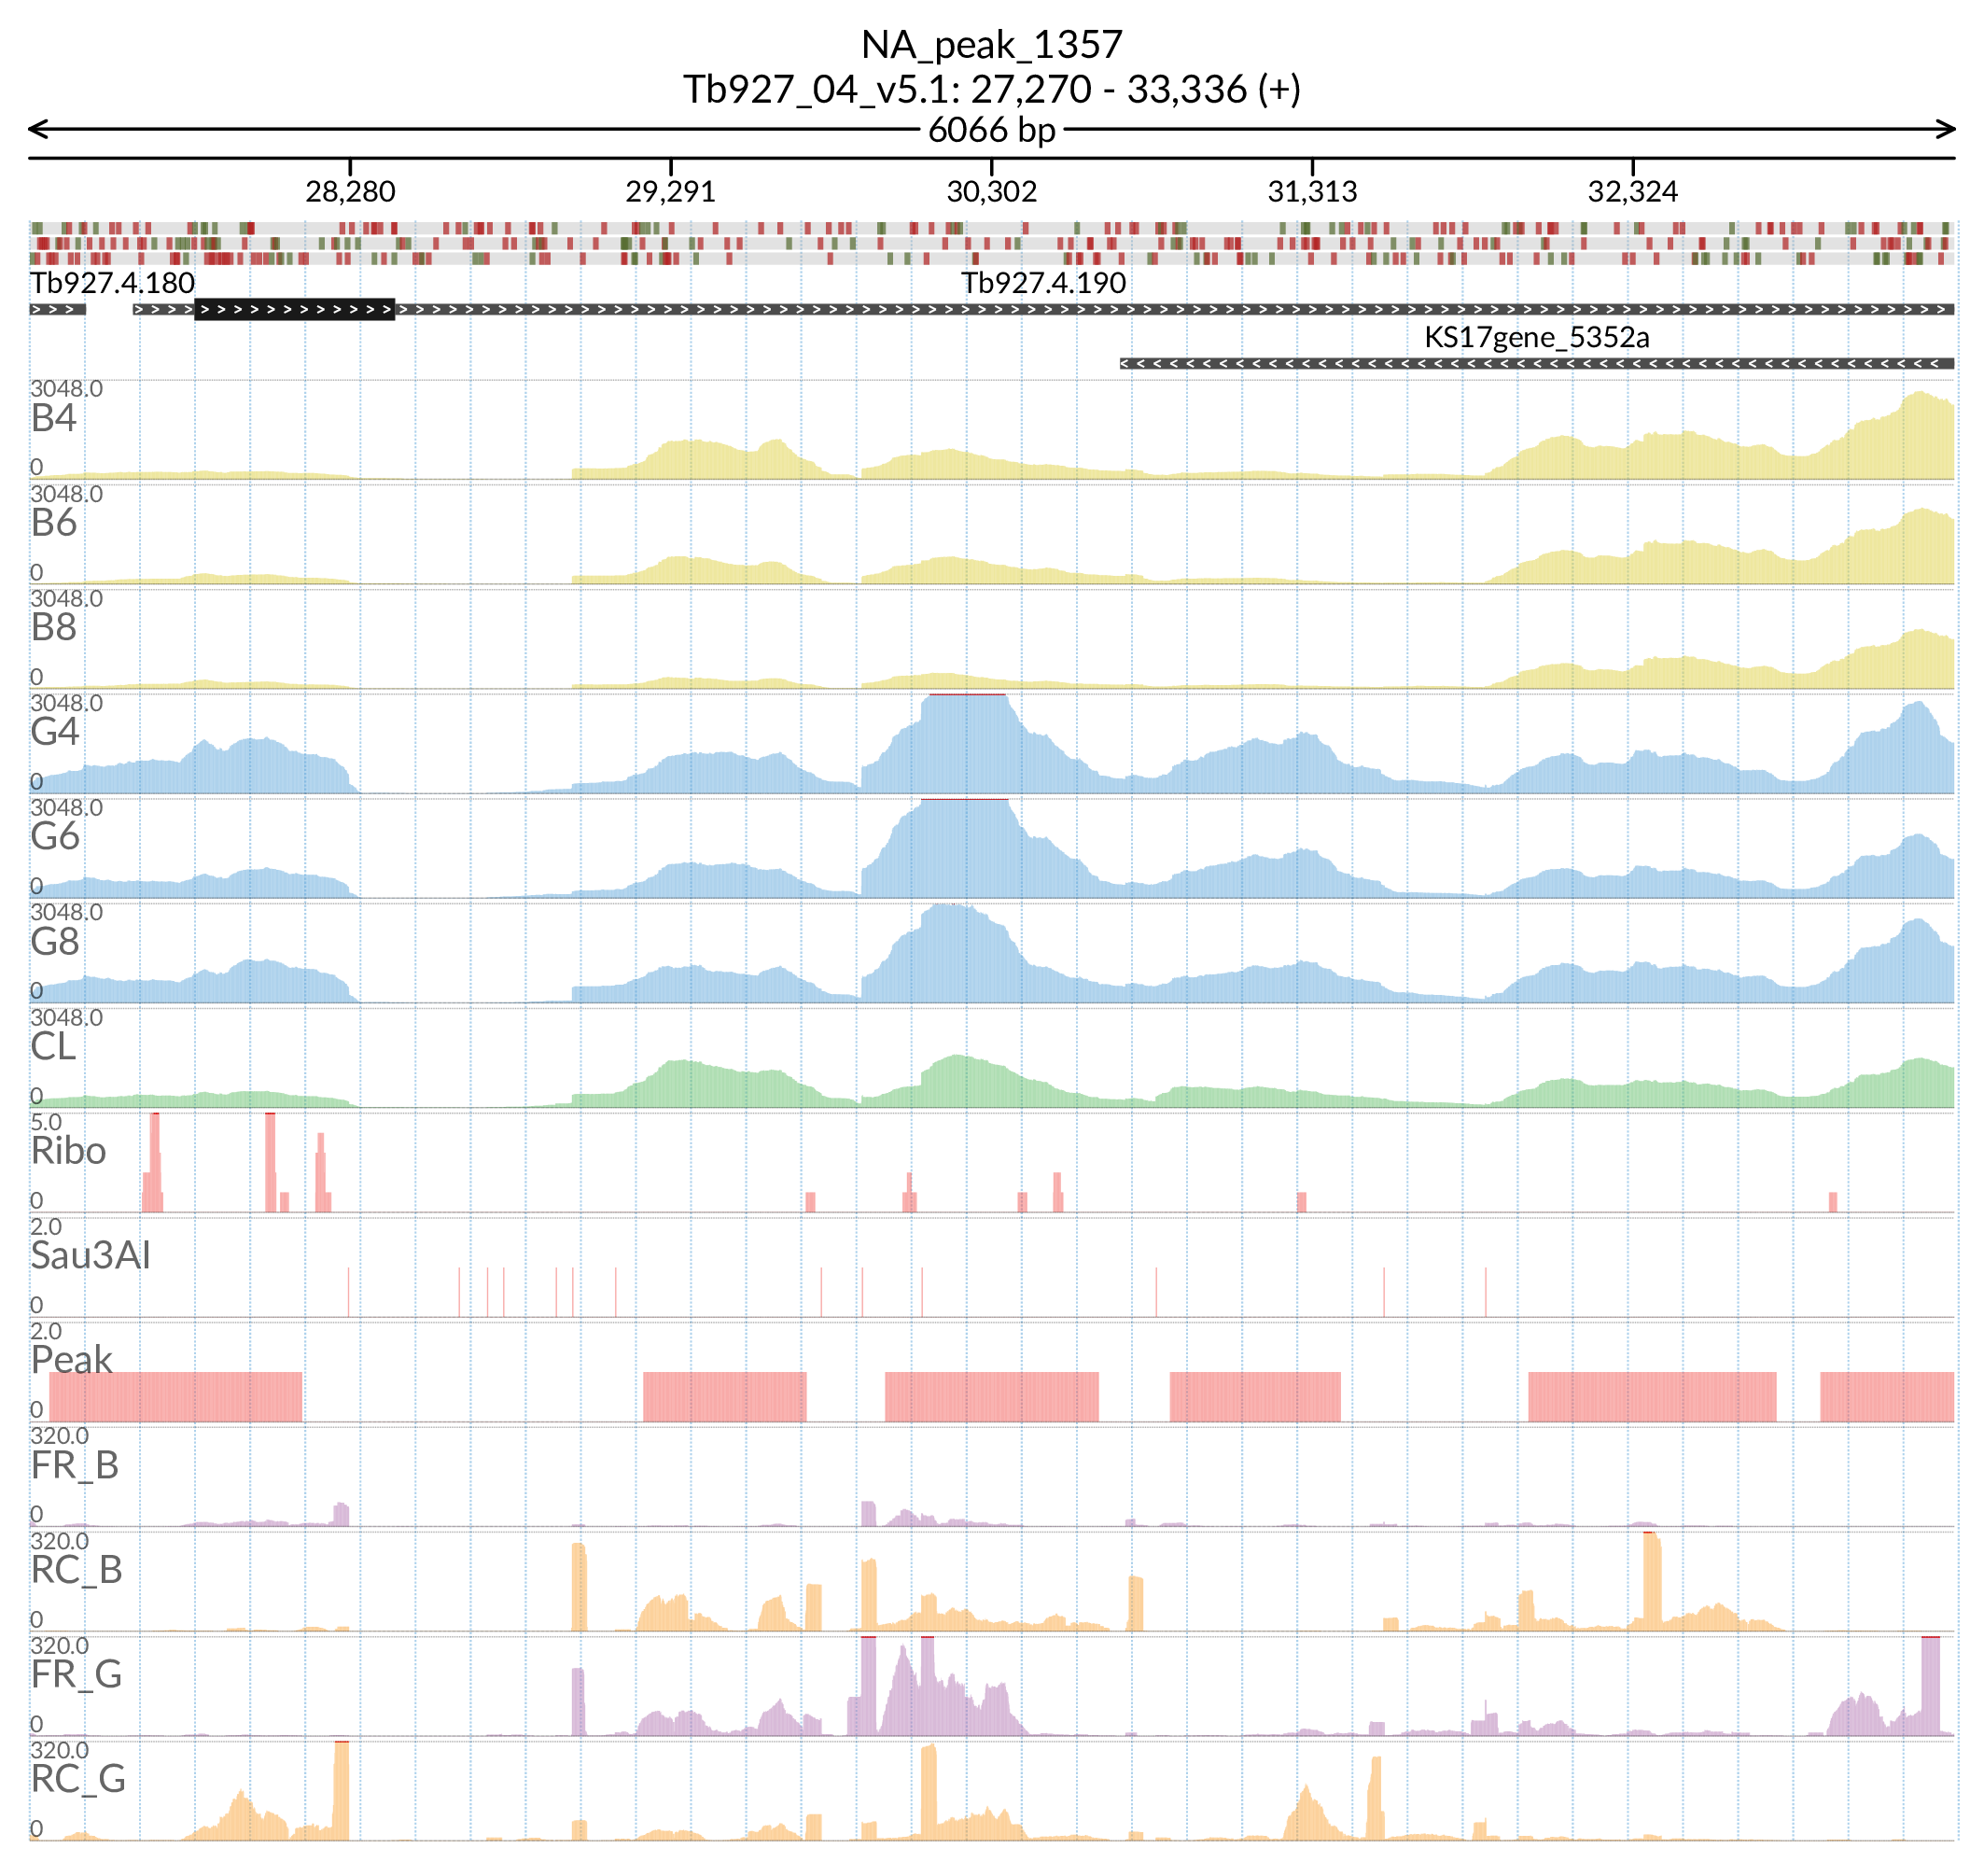 NA_peak_1357
Tb927_04_v5.1: 27,270 - 33,336 (+)
6066 bp
28,280 29,291 30,302 31,313 32,324
Tb927.4.180 Tb927.4.190
KS17gene_5352a
3048.0
B4
0
3048.0
B6
0
3048.0
B8
0
3048.0
G4
0
3048.0
G6
0
3048.0
G8
0
3048.0
CL
0
5.0
Ribo
0
2.0
Sau3AI
0
2.0
Peak
0
320.0
FR_B
0
320.0
RC_B
0
320.0
FR_G
0
320.0
RC_G
0